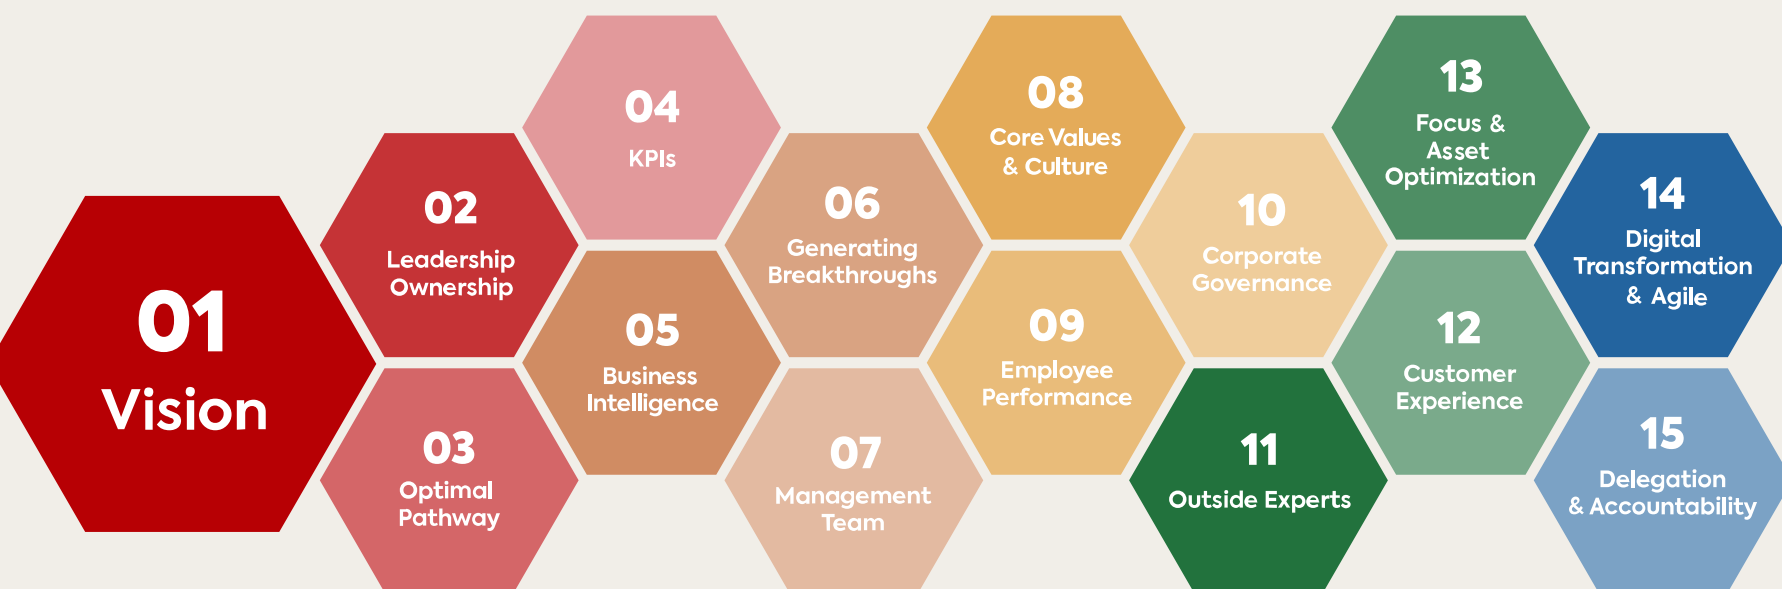 01
Vision
02
Leadership
Ownership
03
Optimal
Pathway
04
KPIs
05
Business
Intelligence
06
Generating
Breakthroughs
07
Management
Team
08
Core Values
& Culture
09
Employee
Performance
10
Corporate
Governance
11
Outside Experts
12
Customer
Experience
13
Focus &
Asset
Optimization
14
Digital
Transformation
& Agile
15
Delegation
& Accountability